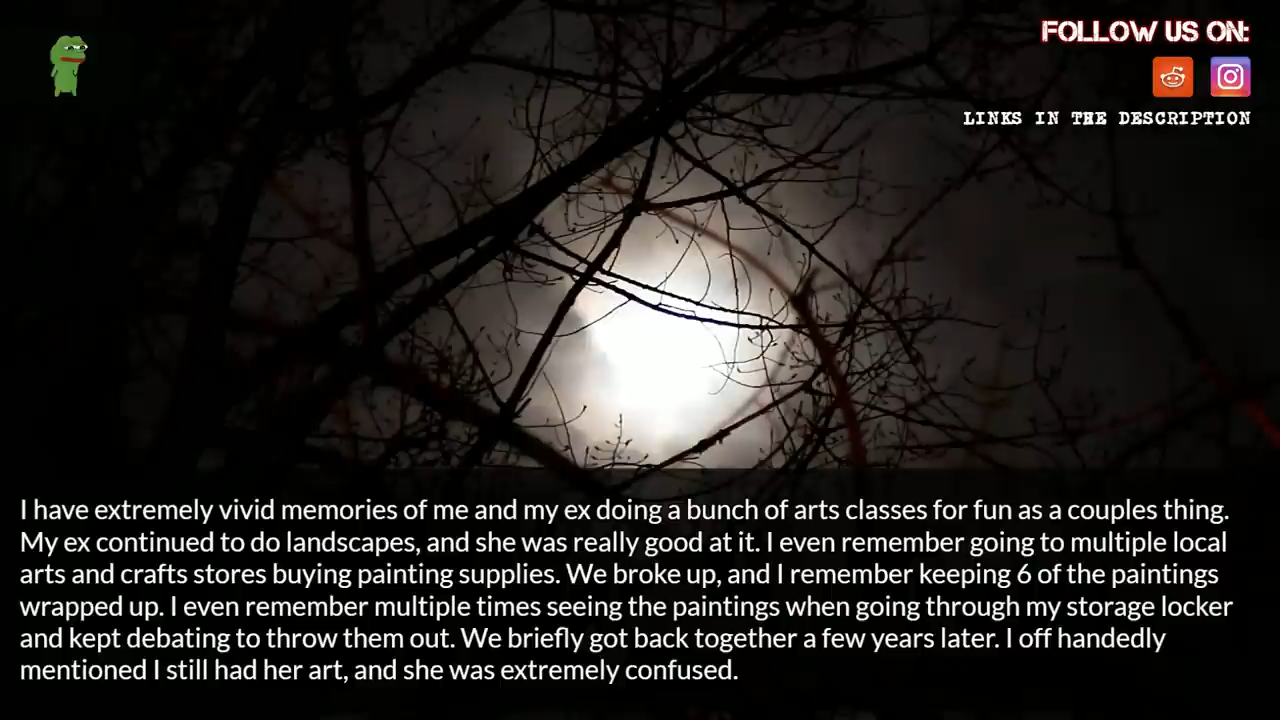 FOLLOW US ON:
LINKS IN THE DESCRIPTION
I have extremely vivid memories of me and my ex doing a bunch of arts classes for fun as a couples thing.
My ex continued to do landscapes, and she was really good at it. I even remember going to multiple local
arts and crafts stores buying painting supplies. We broke up, and I remember keeping 6 of the paintings
wrapped up. I even remember multiple times seeing the paintings when going through my storage locker
and kept debating to throw them out. We briefly got back together a few years later. I off handedly
mentioned I still had her art, and she was extremely confused.